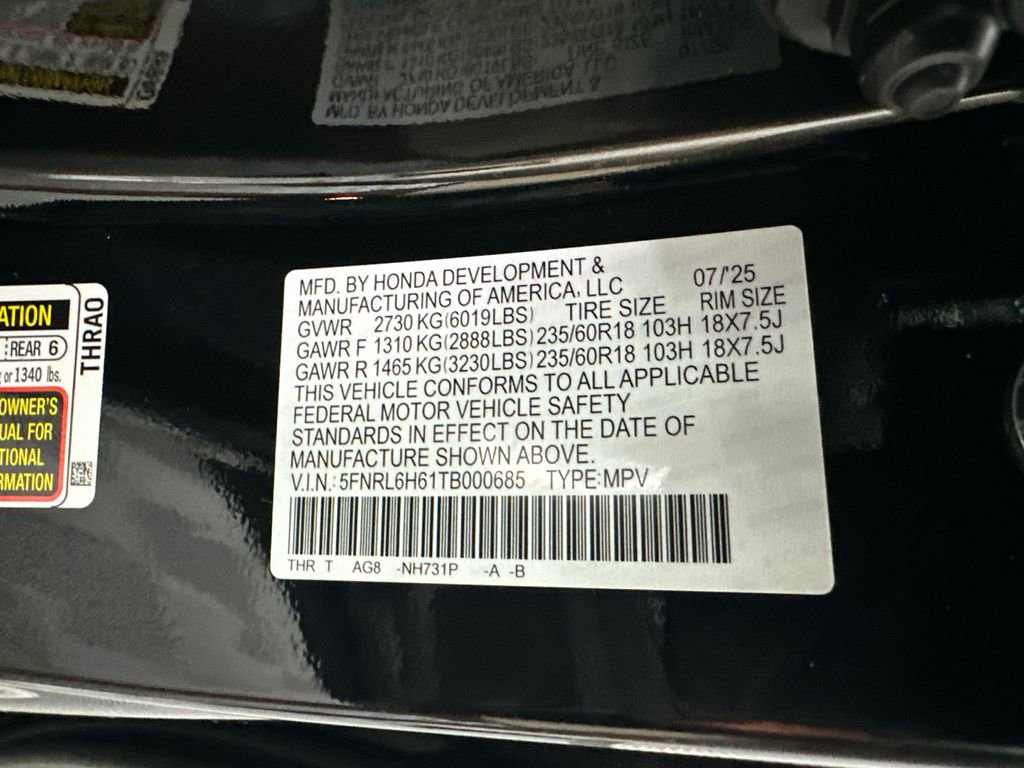 MFD. BY HONDA DEVELOPMENT &
MANUFACTURING OF AMERICA, LLC 07/'25
GVWR 2730 KG(6019LBS) TIRE SIZE RIM SIZE
GAWR F 1310 KG(2888LBS) 235/60R18 103H 18X7.5J
GAWR R 1465 KG(3230LBS) 235/60R18 103H 18X7.5J
THIS VEHICLE CONFORMS TO ALL APPLICABLE
FEDERAL MOTOR VEHICLE SAFETY
STANDARDS IN EFFECT ON THE DATE OF
MANUFACTURE SHOWN ABOVE.
V.I.N.: 5FNRL6H61TB000685 TYPE:MPV
THR T AG8 -NH731P -A -B
ATION
REAR 6
or 1340 lbs.
OWNER'S
UAL FOR
TIONAL
RMATION
THRA0